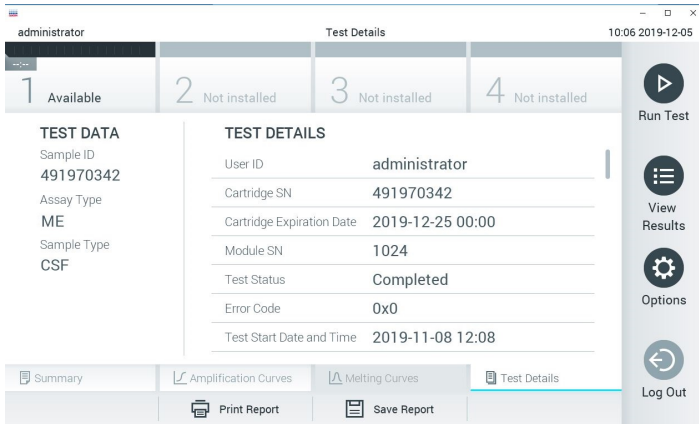 administrator
Test Details
10:06 2019-12-05
--:--
1 Available
2 Not installed
3 Not installed
4 Not installed
Run Test
View
Results
Options
Log Out
TEST DATA
Sample ID
491970342
Assay Type
ME
Sample Type
CSF
TEST DETAILS
User ID administrator
Cartridge SN 491970342
Cartridge Expiration Date 2019-12-25 00:00
Module SN 1024
Test Status Completed
Error Code 0x0
Test Start Date and Time 2019-11-08 12:08
Summary
Amplification Curves
Melting Curves
Test Details
Print Report
Save Report